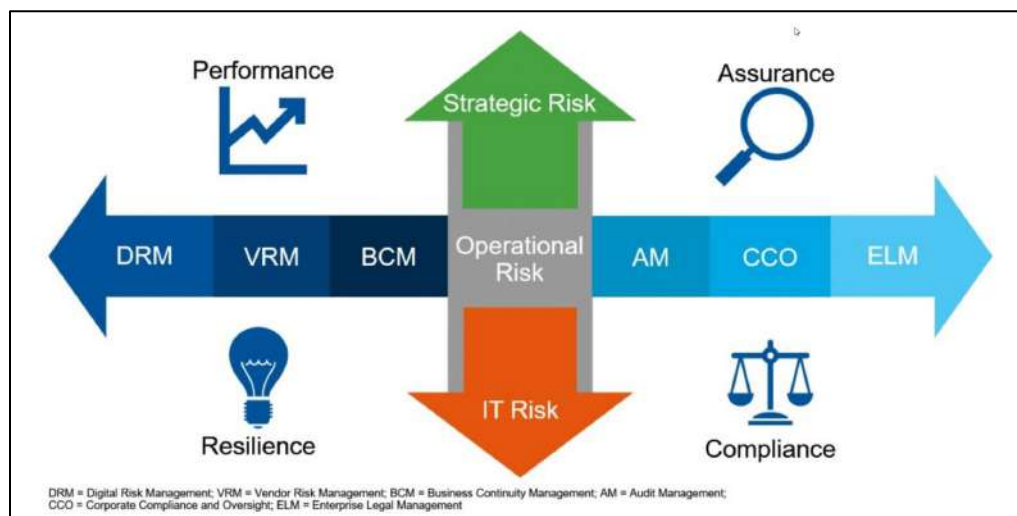 Performance
Assurance
Strategic Risk
DRM
VRM
BCM
Operational
Risk
AM
CCO
ELM
IT Risk
Resilience
Compliance
DRM = Digital Risk Management; VRM = Vendor Risk Management; BCM = Business Continuity Management; AM = Audit Management;
CCO = Corporate Compliance and Oversight; ELM = Enterprise Legal Management